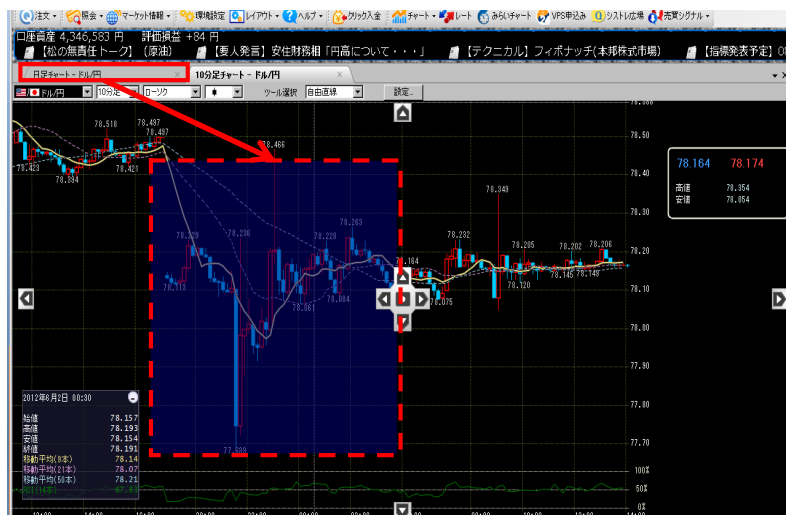 注文 照会 マーケット情報 環境設定 レイアウト ヘルプ クリック入金 チャート レート みらいチャート VPS申込み シストレ広場 売買シグナル
口座資産 4,346,583 円 評価損益 +84 円
【松の無責任トーク】（原油） 【要人発言】安住財務相「円高について・・・」 【テクニカル】フィボナッチ(本邦株式市場) 【指標発表予定】
日足チャート - ドル/円 × 10分足チャート - ドル/円 ×
ドル/円 10分足 ローソク ツール選択 自由直線 設定...
78.518
78.497
78.497
78.423
78.394
78.421
78.466
78.229
78.236
78.228
78.263
78.113
78.061
78.084
77.689
78.164
78.075
78.232
78.349
78.120
78.205
78.145
78.202
78.149
78.206
78.50
78.40
78.30
78.20
78.10
78.00
77.90
77.80
77.70
100%
50%
0%
78.164 78.174
高値 78.354
安値 78.054
2012年6月2日 00:30
始値 78.157
高値 78.193
安値 78.154
終値 78.191
移動平均(9本) 78.14
移動平均(21本) 78.07
移動平均(50本) 78.21